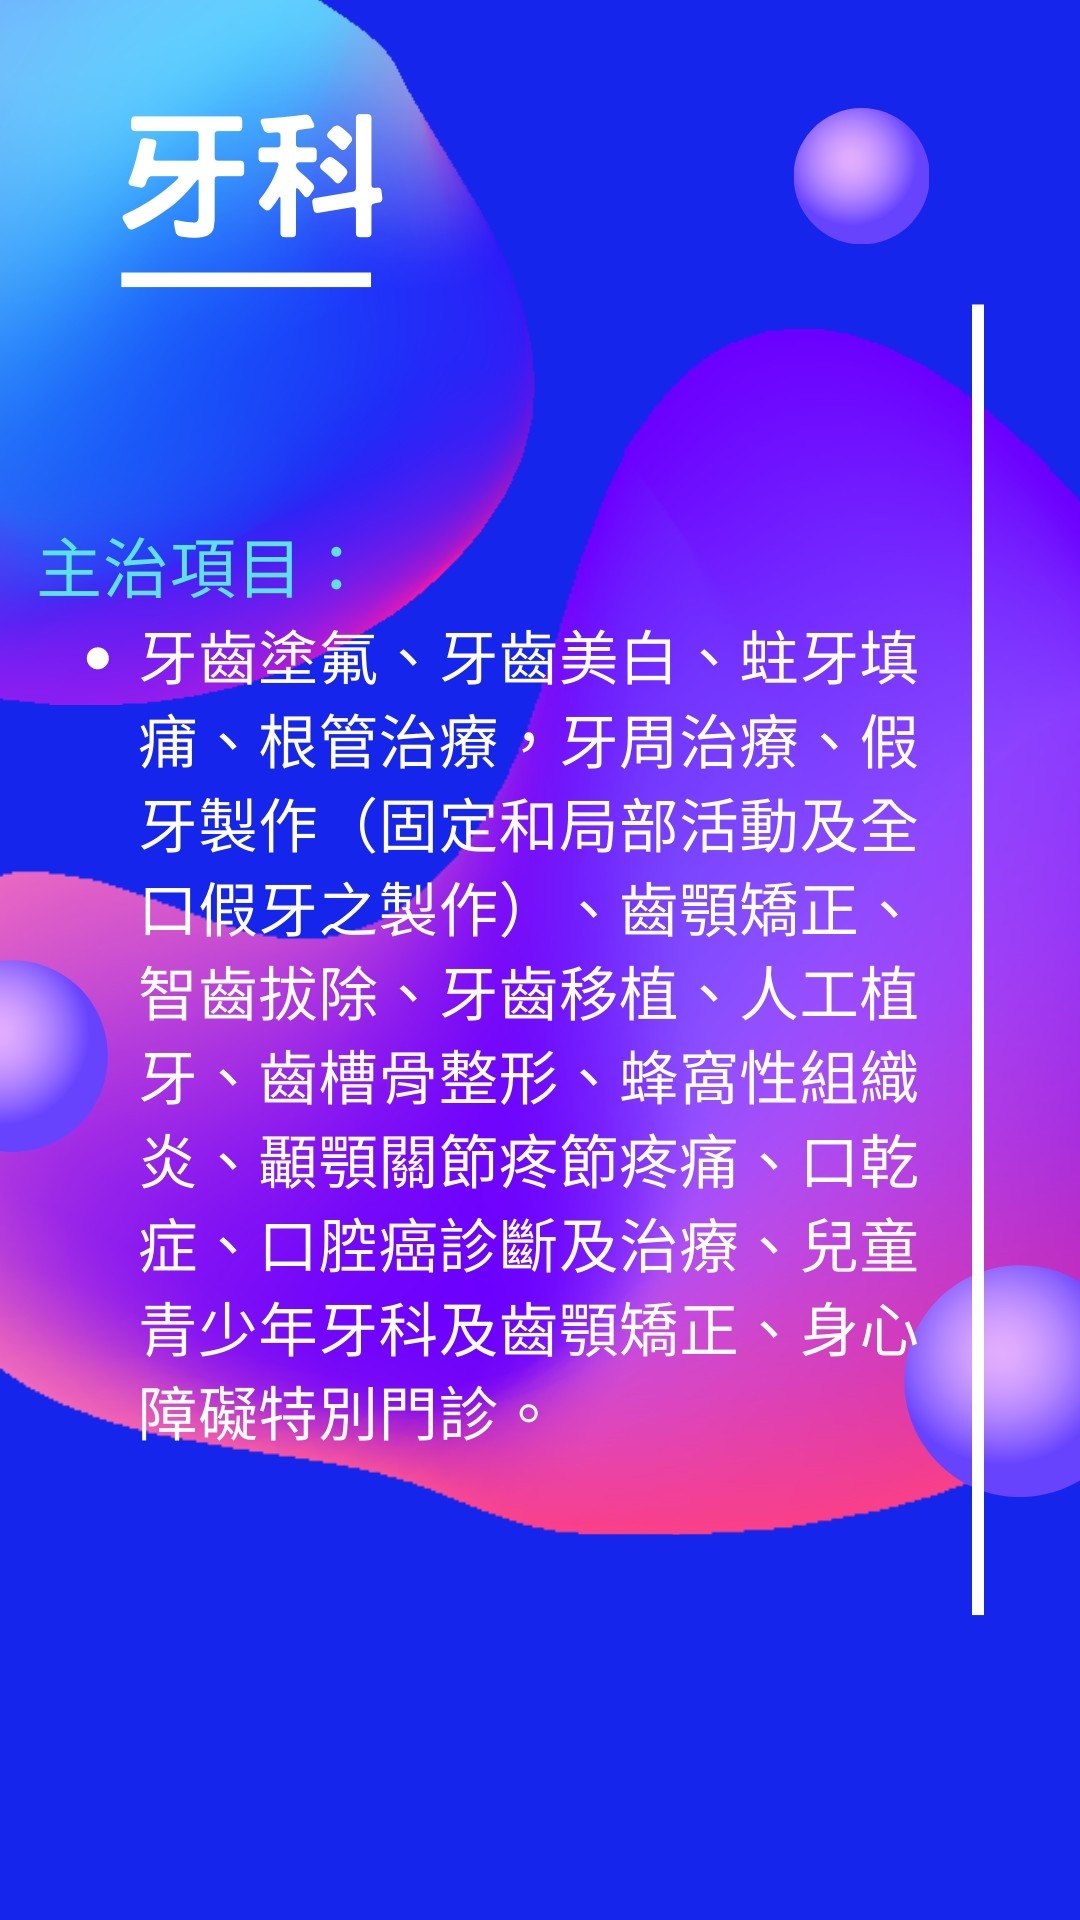 牙科
主治項目：
• 牙齒塗氟、牙齒美白、蛀牙填
痡、根管治療，牙周治療、假
牙製作（固定和局部活動及全
口假牙之製作）、齒顎矯正、
智齒拔除、牙齒移植、人工植
牙、齒槽骨整形、蜂窩性組織
炎、顳顎關節疼節疼痛、口乾
症、口腔癌診斷及治療、兒童
青少年牙科及齒顎矯正、身心
障礙特別門診。